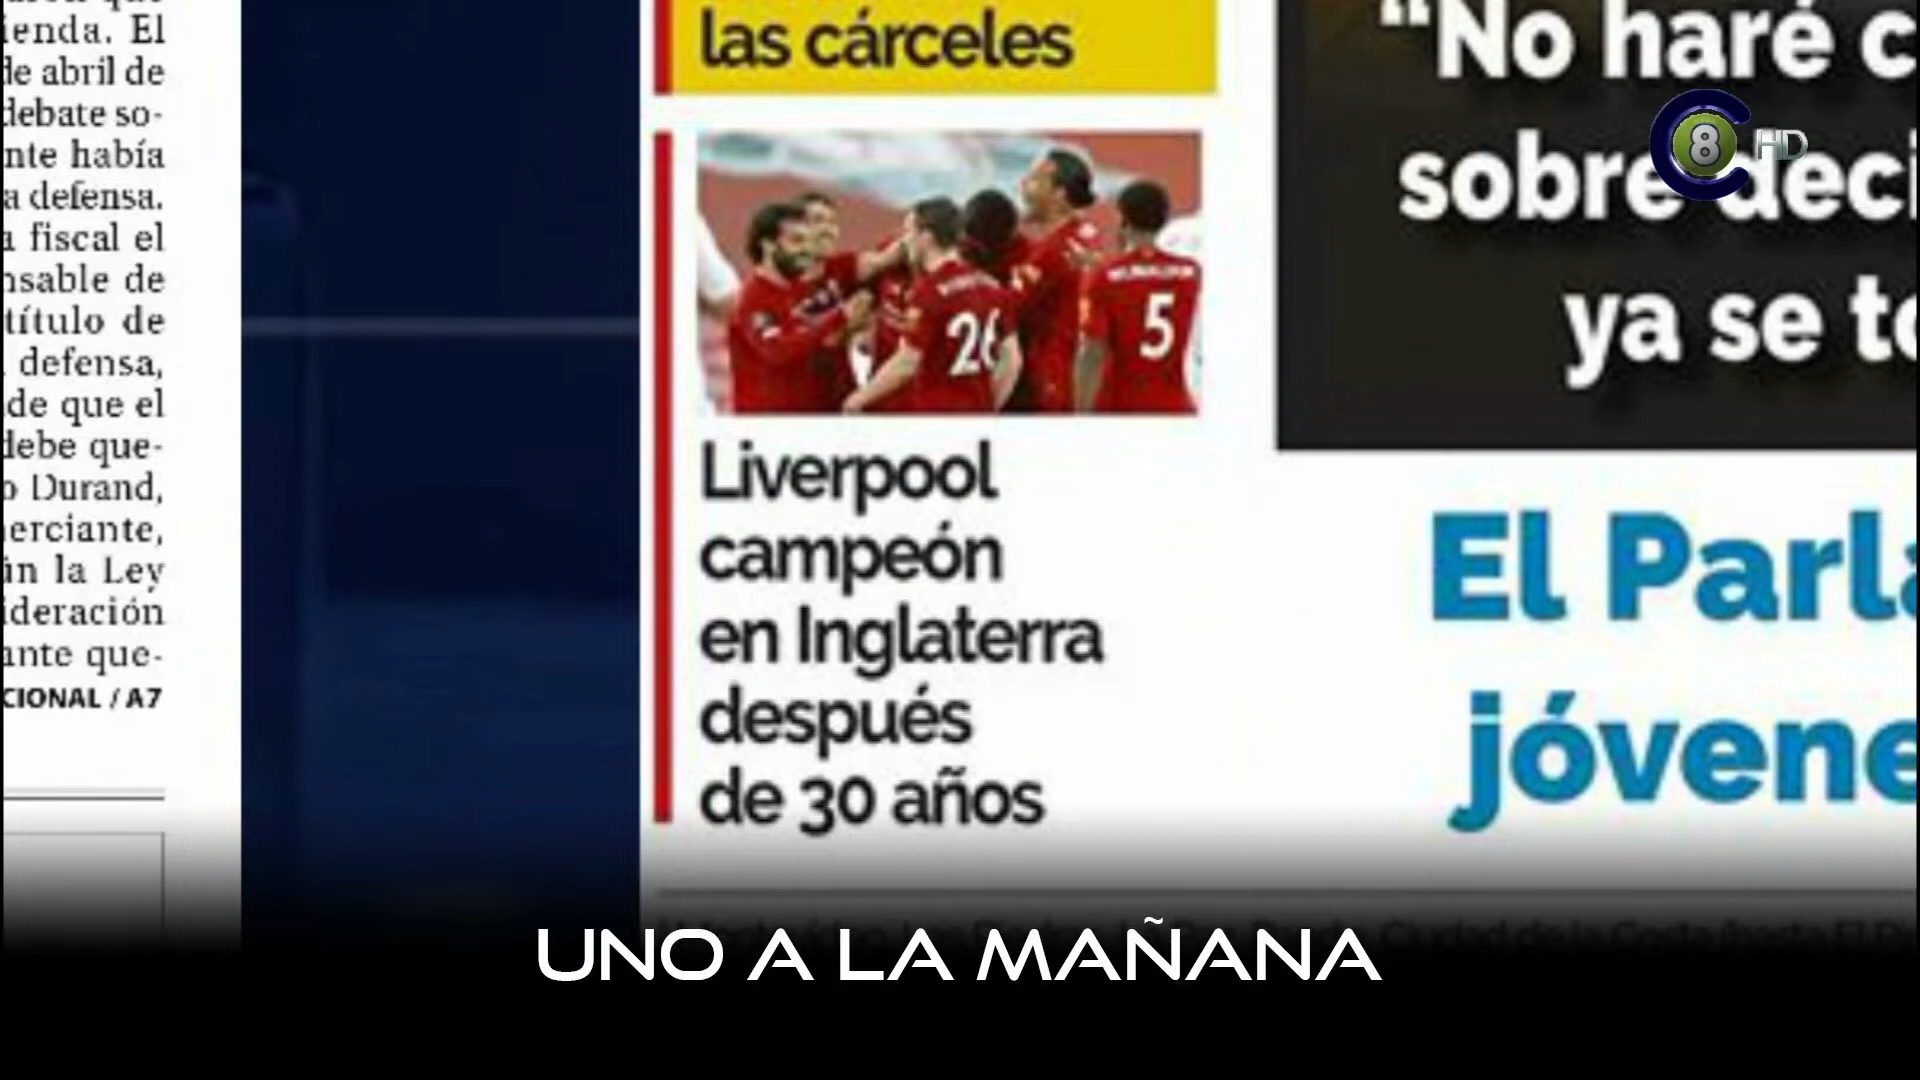 ienda. El
de abril de
debate so-
nte había
a defensa.
a fiscal el
nsable de
título de
defensa,
de que el
debe que-
o Durand,
erciante,
ún la Ley
ideración
ante que-
CIONAL / A7
las cárceles
26
5
Liverpool
campeón
en Inglaterra
después
de 30 años
“No haré c
sobre deci
ya se to
8 HD
El Parla
jóvene
UNO A LA MAÑANA